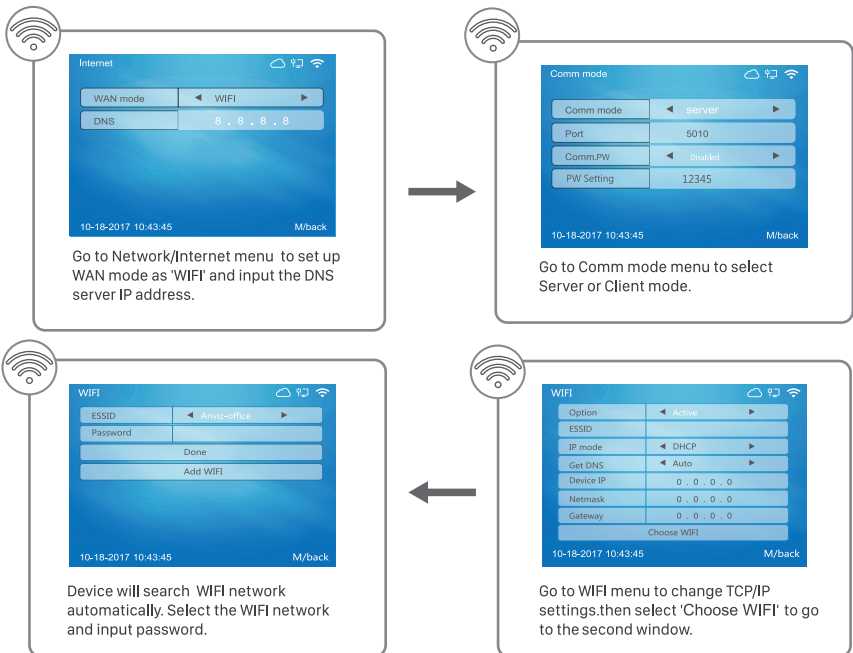 Internet
WAN mode ◄ WIFI ►
DNS 8 . 8 . 8 . 8
10-18-2017 10:43:45 M/back
Go to Network/Internet menu to set up
WAN mode as 'WIFI' and input the DNS
server IP address.
Comm mode
Comm mode ◄ server ►
Port 5010
Comm.PW ◄ Disabled ►
PW Setting 12345
10-18-2017 10:43:45 M/back
Go to Comm mode menu to select
Server or Client mode.
WIFI
Option ◄ Active ►
ESSID
IP mode ◄ DHCP ►
Get DNS ◄ Auto ►
Device IP 0 . 0 . 0 . 0
Netmask 0 . 0 . 0 . 0
Gateway 0 . 0 . 0 . 0
Choose WIFI
10-18-2017 10:43:45 M/back
Go to WIFI menu to change TCP/IP
settings.then select 'Choose WIFI' to go
to the second window.
WIFI
ESSID ◄ Anviz-office ►
Password
Done
Add WIFI
10-18-2017 10:43:45 M/back
Device will search WIFI network
automatically. Select the WIFI network
and input password.